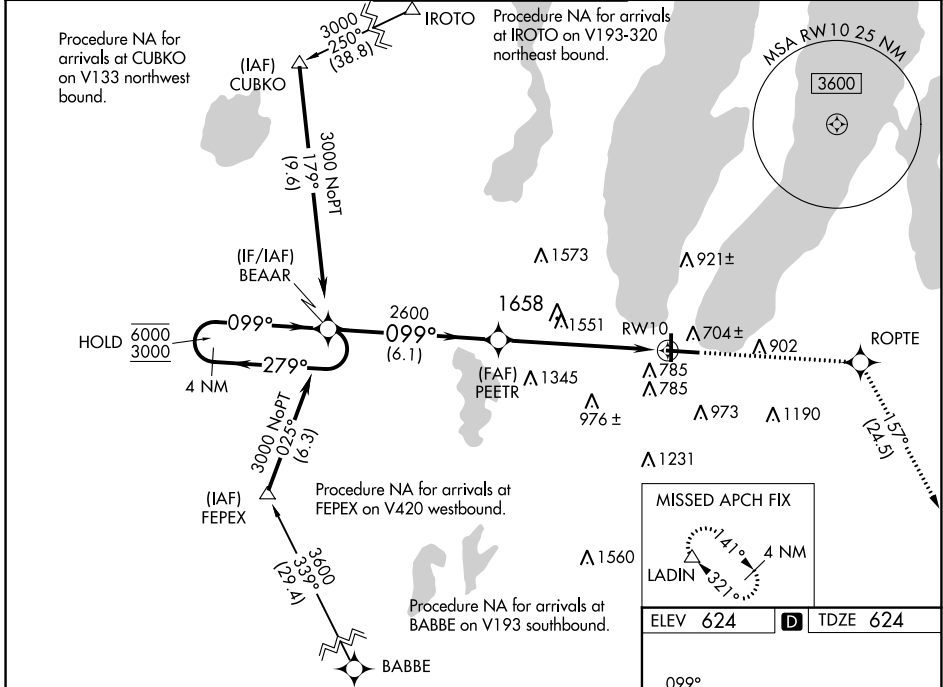 Procedure NA for
arrivals at CUBKO
on V133 northwest
bound.
3000
250°
(38.8)
IROTO
Procedure NA for arrivals
at IROTO on V193-320
northeast bound.
MSA RW10 25 NM
3600
(IAF)
CUBKO
3000 NoPT
179°
(9.6)
(IF/IAF)
BEAAR
HOLD
6000
3000
099°
279°
4 NM
2600
099°
(6.1)
1573
921±
1658
1551
RW10
704±
902
ROPTE
(FAF)
PEETR
1345
785
785
976±
973
1190
157°
(24.5)
3000 NoPT
025°
(6.3)
1231
(IAF)
FEPEX
Procedure NA for arrivals at
FEPEX on V420 westbound.
MISSED APCH FIX
141°
4 NM
LADIN
321°
3600
339°
(29.4)
1560
Procedure NA for arrivals at
BABBE on V193 southbound.
BABBE
ELEV 624
D
TDZE 624
099°